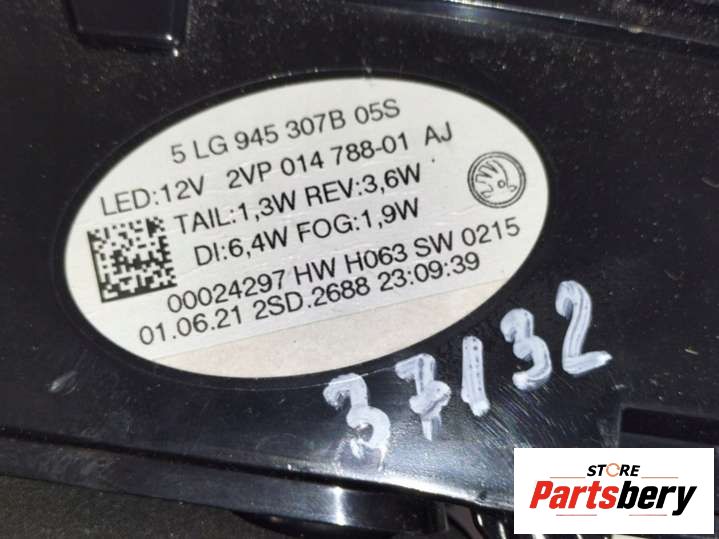 5 LG 945 307B 05S
LED:12V 2VP 014 788-01 AJ
TAIL:1,3W REV:3,6W
DI:6,4W FOG:1,9W
00024297 HW H063 SW 0215
01.06.21 2SD.2688 23:09:39
37132
STORE
Partsbery